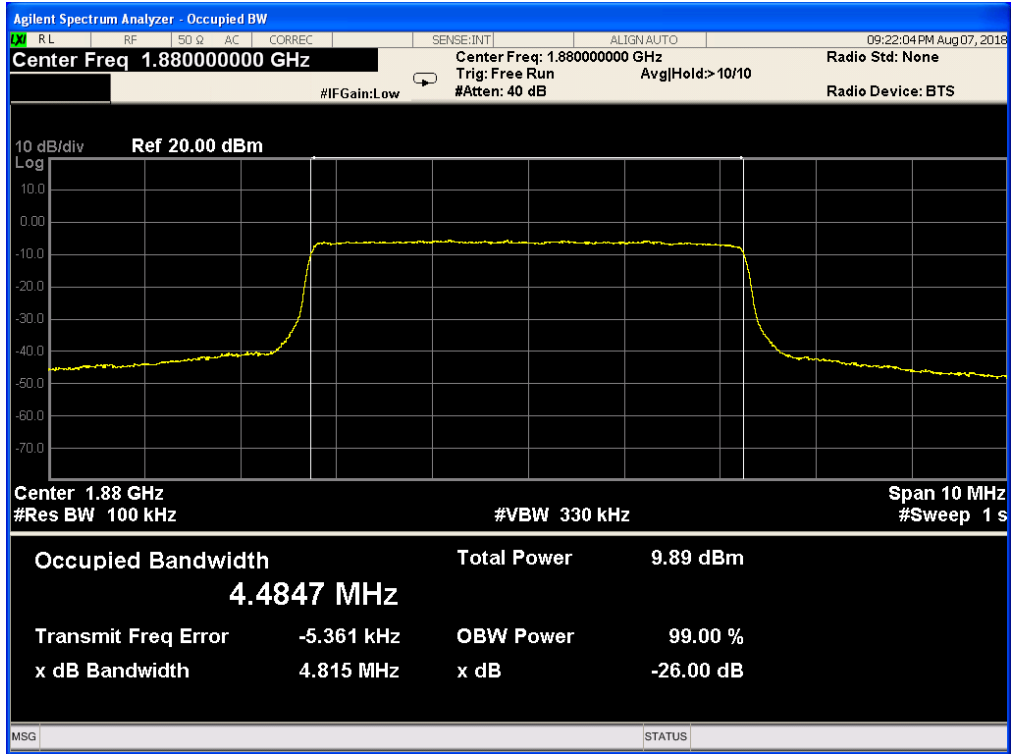 Agilent Spectrum Analyzer - Occupied BW
LXI RL RF 50 Ω AC CORREC SENSE:INT ALIGN AUTO 09:22:04 PM Aug 07, 2018
Center Freq 1.880000000 GHz
Center Freq: 1.880000000 GHz
Radio Std: None
Trig: Free Run Avg|Hold:>10/10
#IFGain:Low
#Atten: 40 dB
Radio Device: BTS
10 dB/div Ref 20.00 dBm
Log
10.0
0.00
-10.0
-20.0
-30.0
-40.0
-50.0
-60.0
-70.0
Center 1.88 GHz Span 10 MHz
#Res BW 100 kHz #VBW 330 kHz #Sweep 1 s
Occupied Bandwidth Total Power 9.89 dBm
4.4847 MHz
Transmit Freq Error -5.361 kHz OBW Power 99.00 %
x dB Bandwidth 4.815 MHz x dB -26.00 dB
MSG STATUS